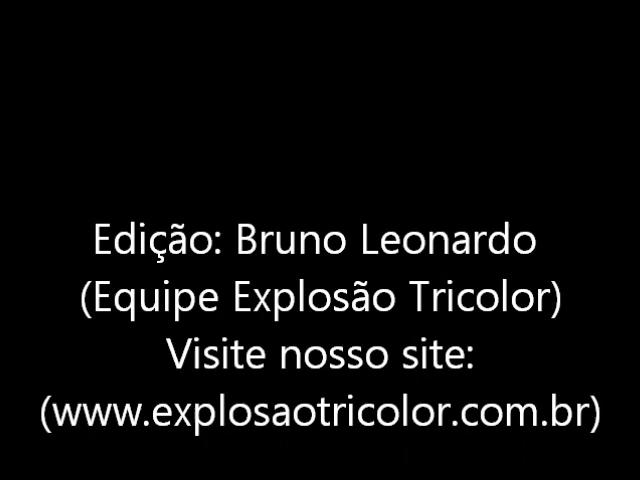 Edição: Bruno Leonardo
(Equipe Explosão Tricolor)
Visite nosso site:
(www.explosaotricolor.com.br)